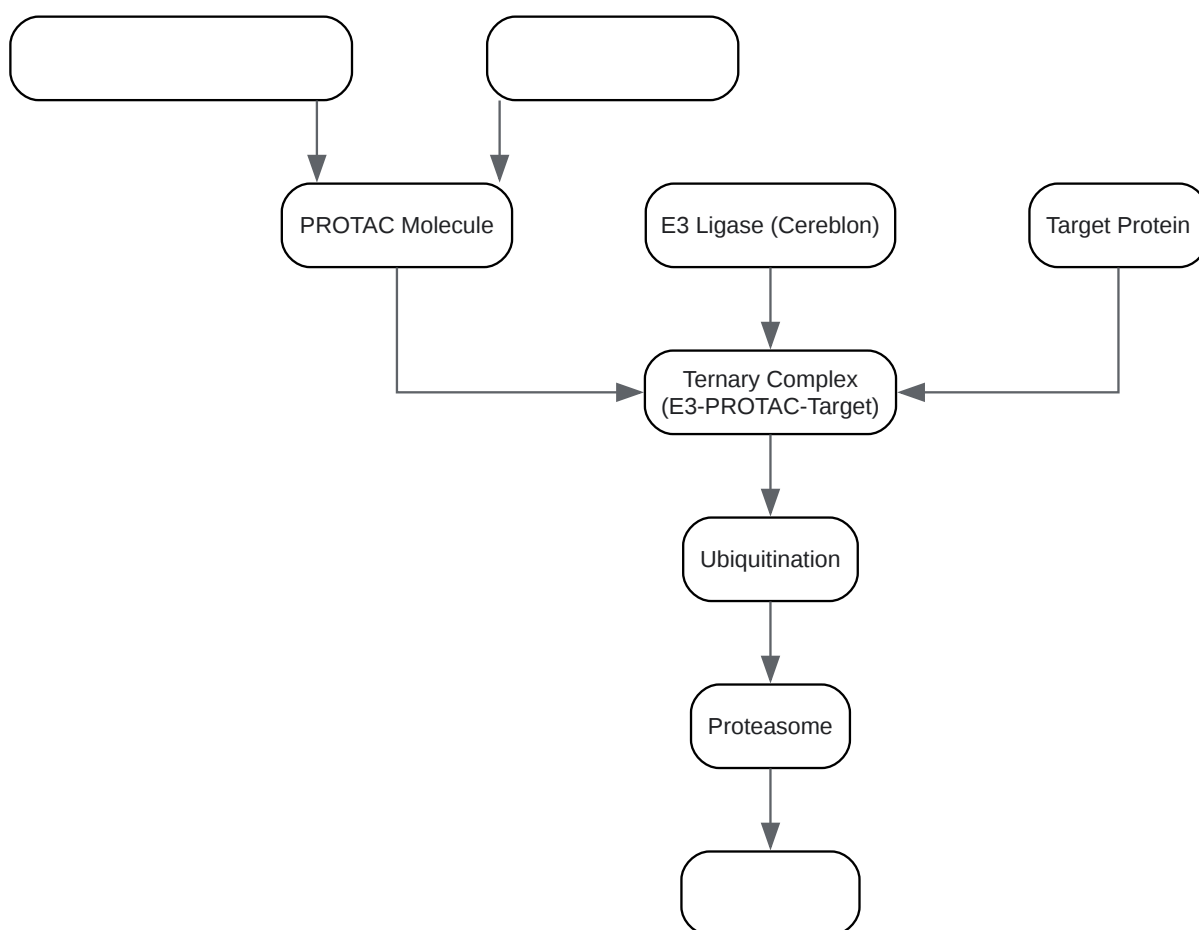 PROTAC Molecule
E3 Ligase (Cereblon)
Target Protein
Ternary Complex
(E3-PROTAC-Target)
Ubiquitination
Proteasome